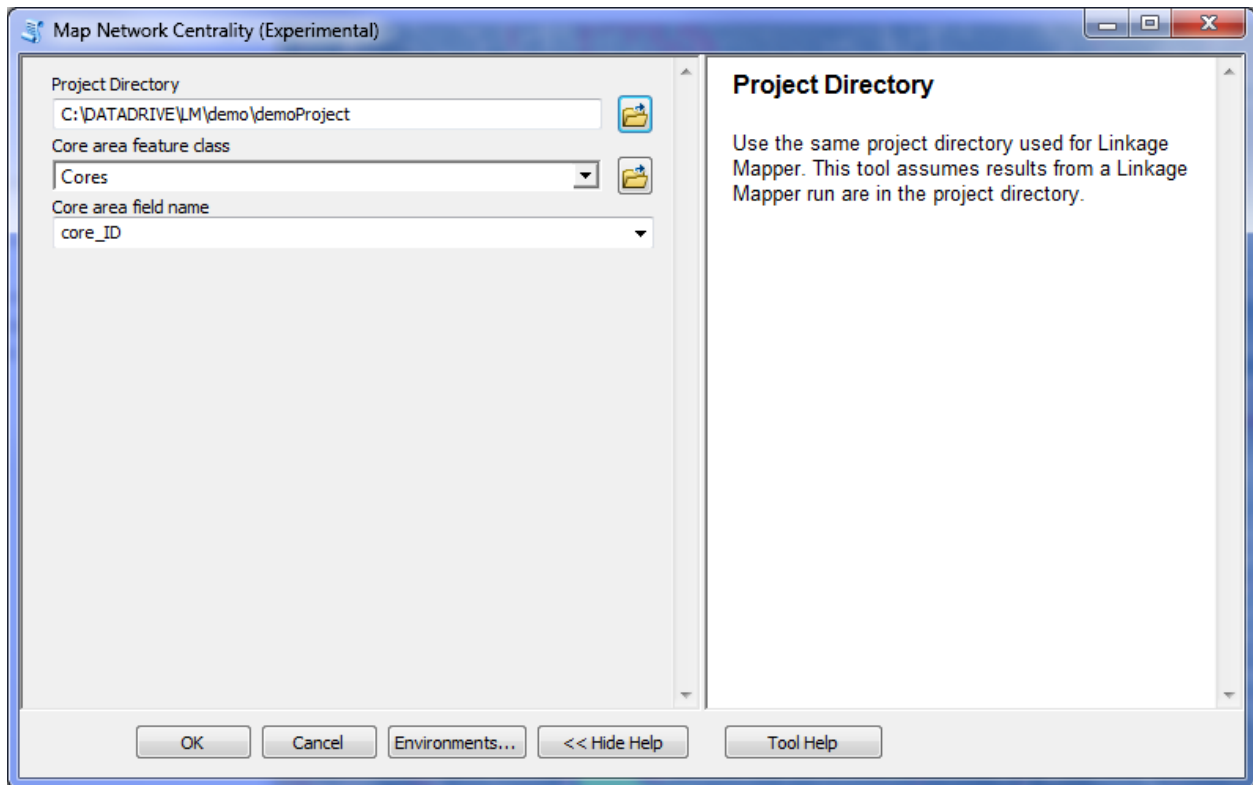 Map Network Centrality (Experimental)
Project Directory
C:\DATADRIVE\LM\demo\demoProject
Core area feature class
Cores
Core area field name
core_ID
Project Directory
Use the same project directory used for Linkage
Mapper. This tool assumes results from a Linkage
Mapper run are in the project directory.
OK
Cancel
Environments...
<< Hide Help
Tool Help